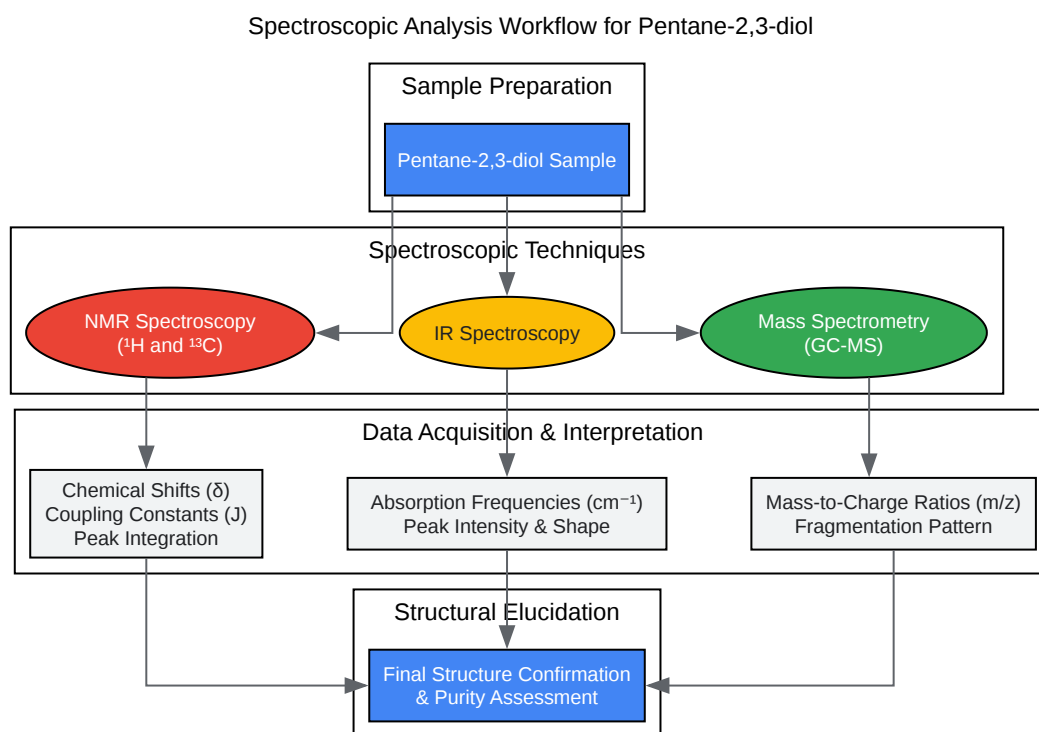 Spectroscopic Analysis Workflow for Pentane-2,3-diol
Sample Preparation
Pentane-2,3-diol Sample
Spectroscopic Techniques
NMR Spectroscopy
(¹H and ¹³C)
IR Spectroscopy
Mass Spectrometry
(GC-MS)
Data Acquisition & Interpretation
Chemical Shifts (δ)
Coupling Constants (J)
Peak Integration
Absorption Frequencies (cm⁻¹)
Peak Intensity & Shape
Mass-to-Charge Ratios (m/z)
Fragmentation Pattern
Structural Elucidation
Final Structure Confirmation
& Purity Assessment